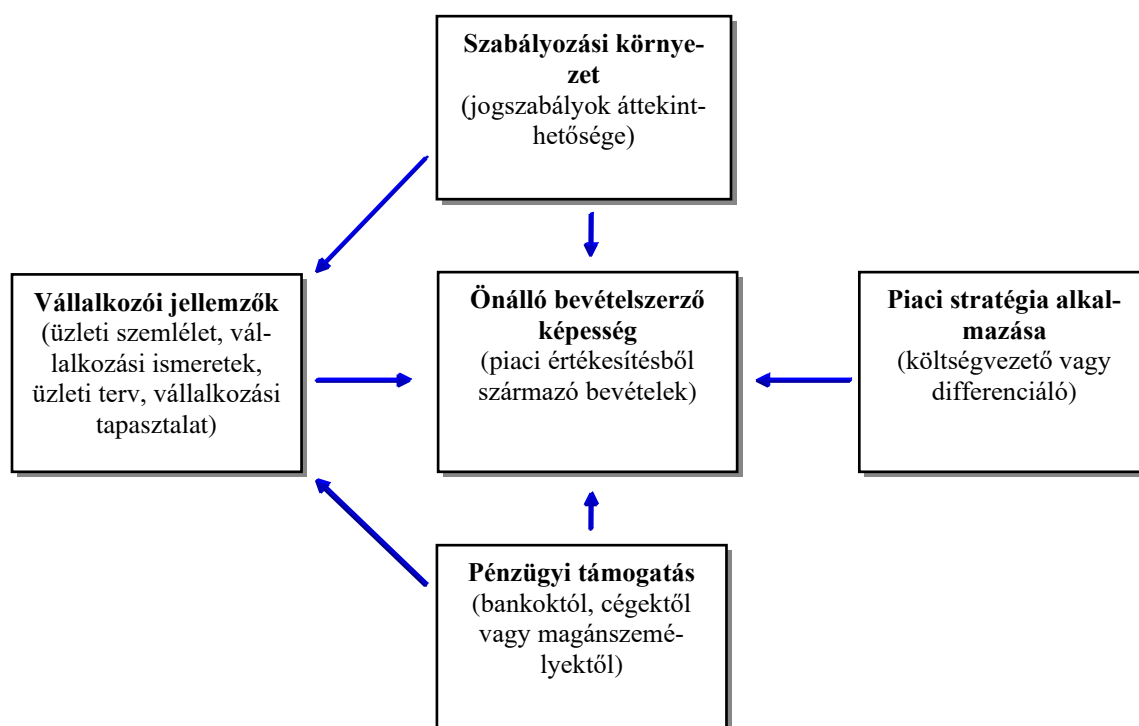 Szabályozási környe-
zet
(jogszabályok áttekint-
hetősége)
Vállalkozói jellemzők
(üzleti szemlélet, vál-
lalkozási ismeretek,
üzleti terv, vállalkozási
tapasztalat)
Önálló bevételszerző
képesség
(piaci értékesítésből
származó bevételek)
Piaci stratégia alkal-
mazása
(költségvezető vagy
differenciáló)
Pénzügyi támogatás
(bankoktól, cégektől
vagy magánszemé-
lyektől)